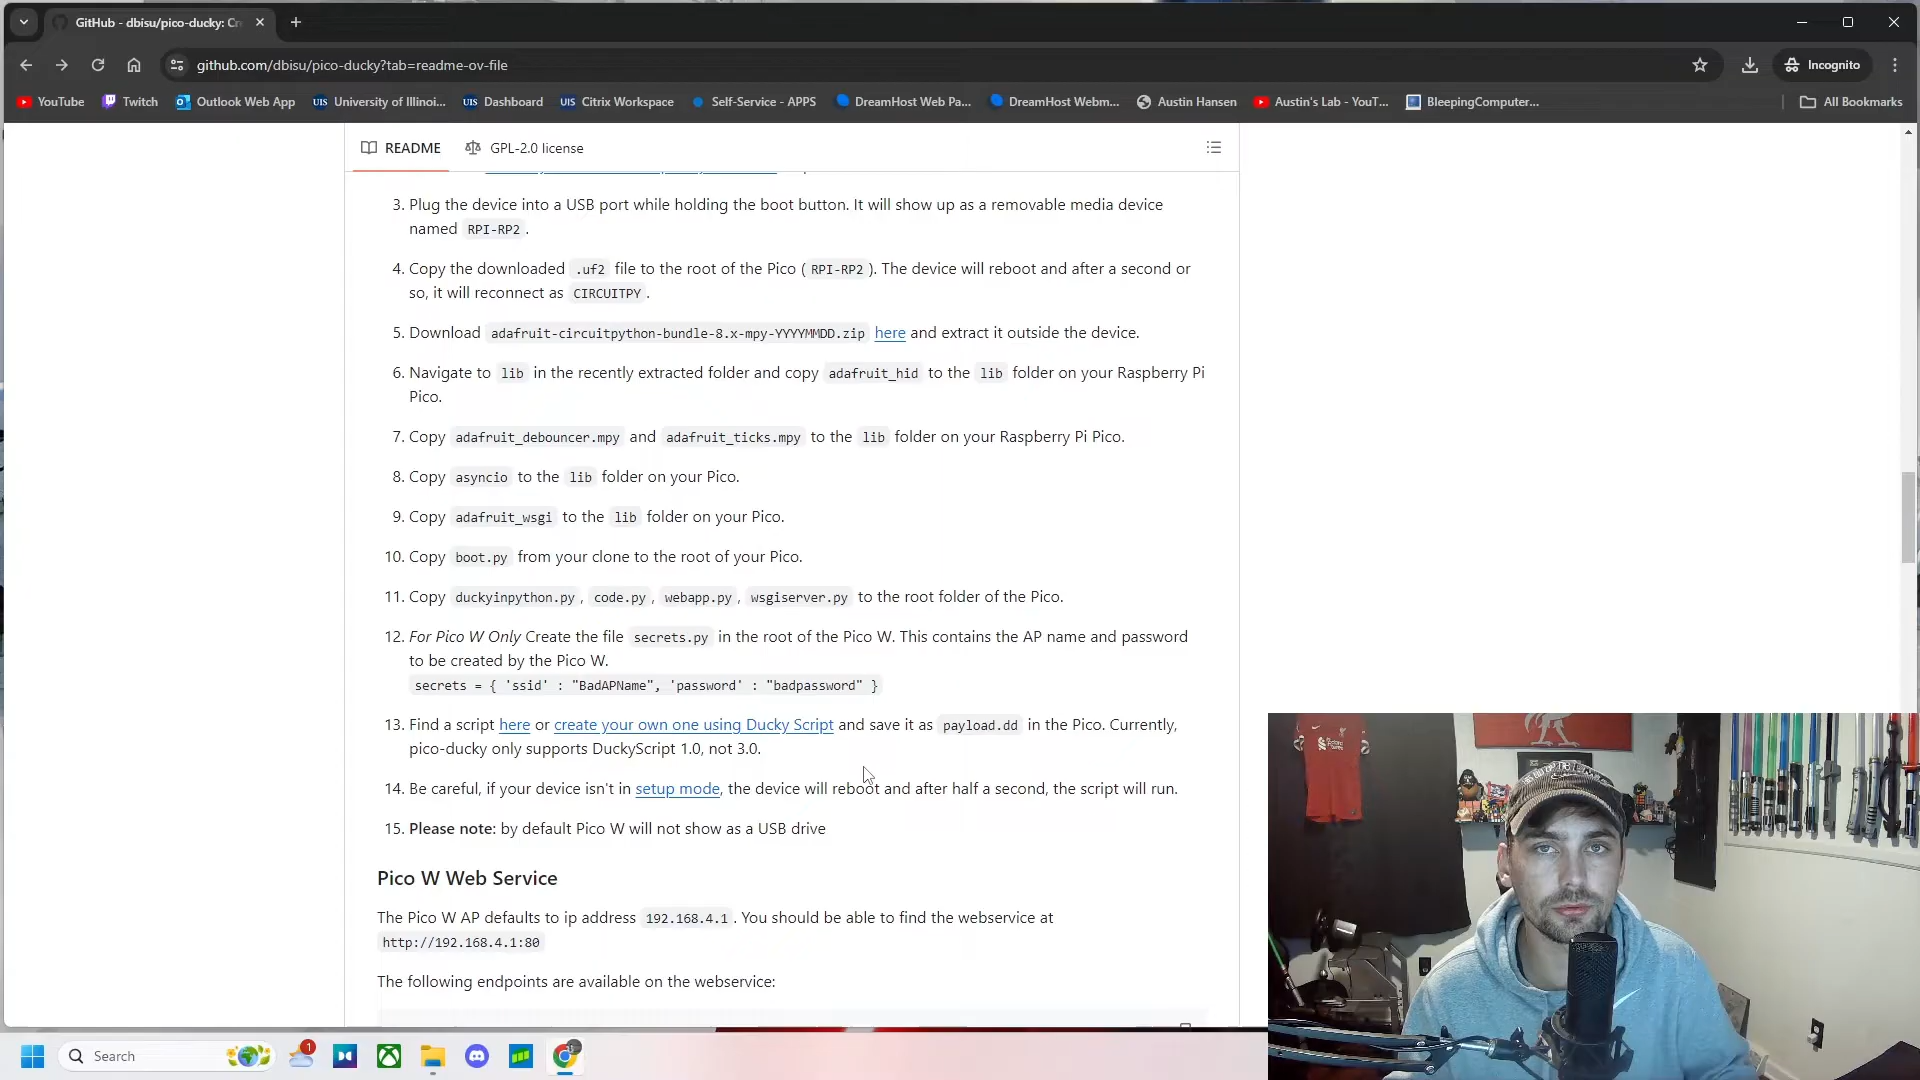 GitHub - dbisu/pico-ducky: Cr
github.com/dbisu/pico-ducky?tab=readme-ov-file
Incognito
YouTube
Twitch
Outlook Web App
UIS University of Illinoi...
UIS Dashboard
UIS Citrix Workspace
Self-Service - APPS
DreamHost Web Pa...
DreamHost Webm...
Austin Hansen
Austin's Lab - YouT...
BleepingComputer...
All Bookmarks
README
GPL-2.0 license
3. Plug the device into a USB port while holding the boot button. It will show up as a removable media device
named RPI-RP2 .
4. Copy the downloaded .uf2 file to the root of the Pico ( RPI-RP2 ). The device will reboot and after a second or
so, it will reconnect as CIRCUITPY .
5. Download adafruit-circuitpython-bundle-8.x-mpy-YYYYMMDD.zip here and extract it outside the device.
6. Navigate to lib in the recently extracted folder and copy adafruit_hid to the lib folder on your Raspberry Pi
Pico.
7. Copy adafruit_debouncer.mpy and adafruit_ticks.mpy to the lib folder on your Raspberry Pi Pico.
8. Copy asyncio to the lib folder on your Pico.
9. Copy adafruit_wsgi to the lib folder on your Pico.
10. Copy boot.py from your clone to the root of your Pico.
11. Copy duckyinpython.py , code.py , webapp.py , wsgiserver.py to the root folder of the Pico.
12. For Pico W Only Create the file secrets.py in the root of the Pico W. This contains the AP name and password
to be created by the Pico W.
secrets = { 'ssid' : "BadAPName", 'password' : "badpassword" }
13. Find a script here or create your own one using Ducky Script and save it as payload.dd in the Pico. Currently,
pico-ducky only supports DuckyScript 1.0, not 3.0.
14. Be careful, if your device isn't in setup mode, the device will reboot and after half a second, the script will run.
15. Please note: by default Pico W will not show as a USB drive
Pico W Web Service
The Pico W AP defaults to ip address 192.168.4.1 . You should be able to find the webservice at
http://192.168.4.1:80
The following endpoints are available on the webservice:
1
Search